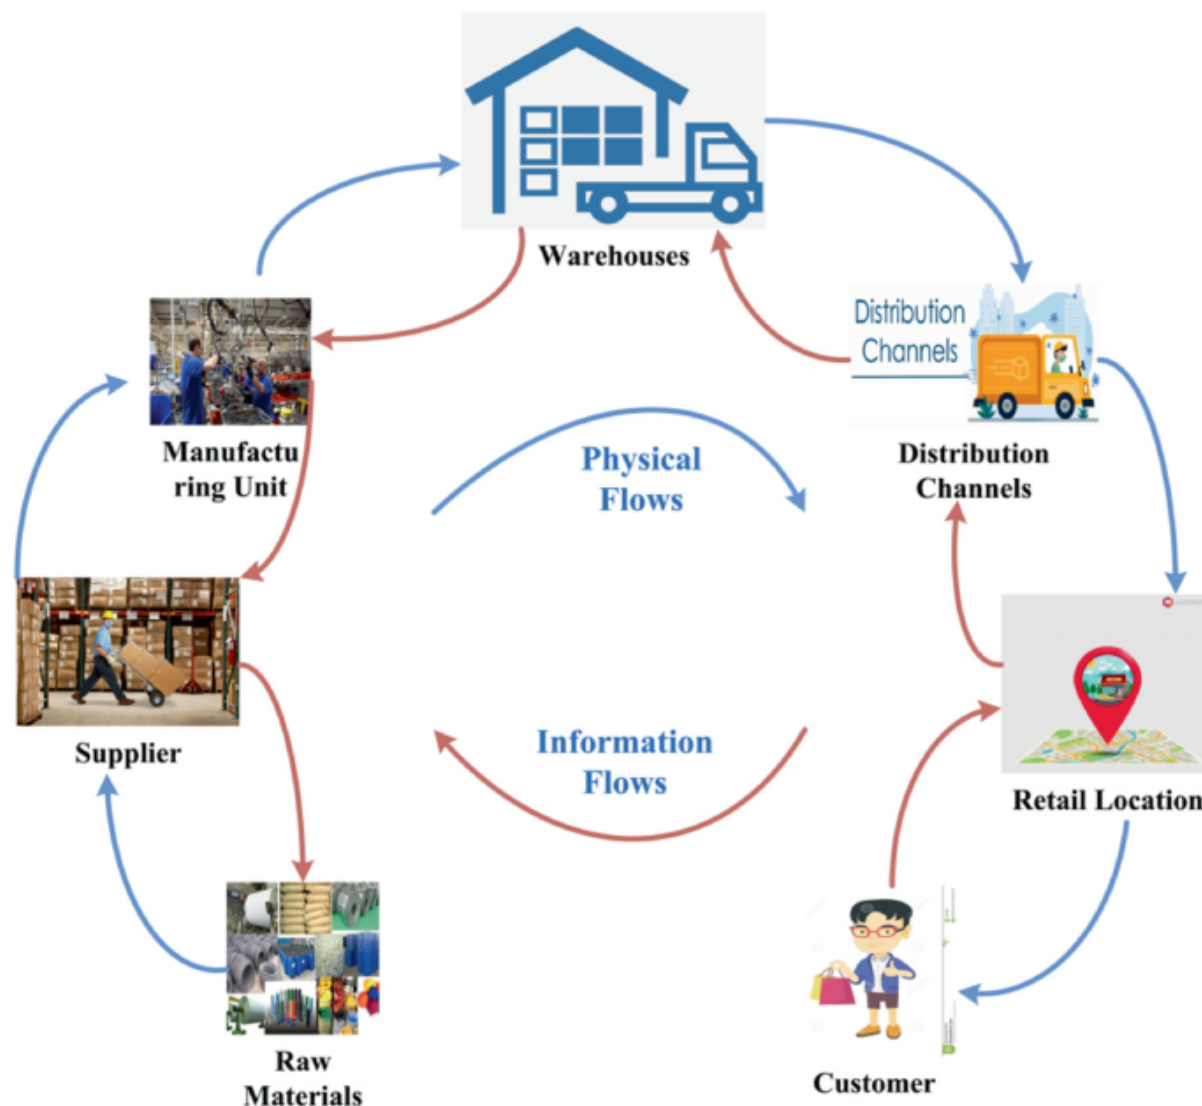 Warehouses
Distribution
Channels
Manufactu
ring Unit
Distribution
Channels
Physical
Flows
Supplier
Information
Flows
Retail Location
Raw
Materials
Customer